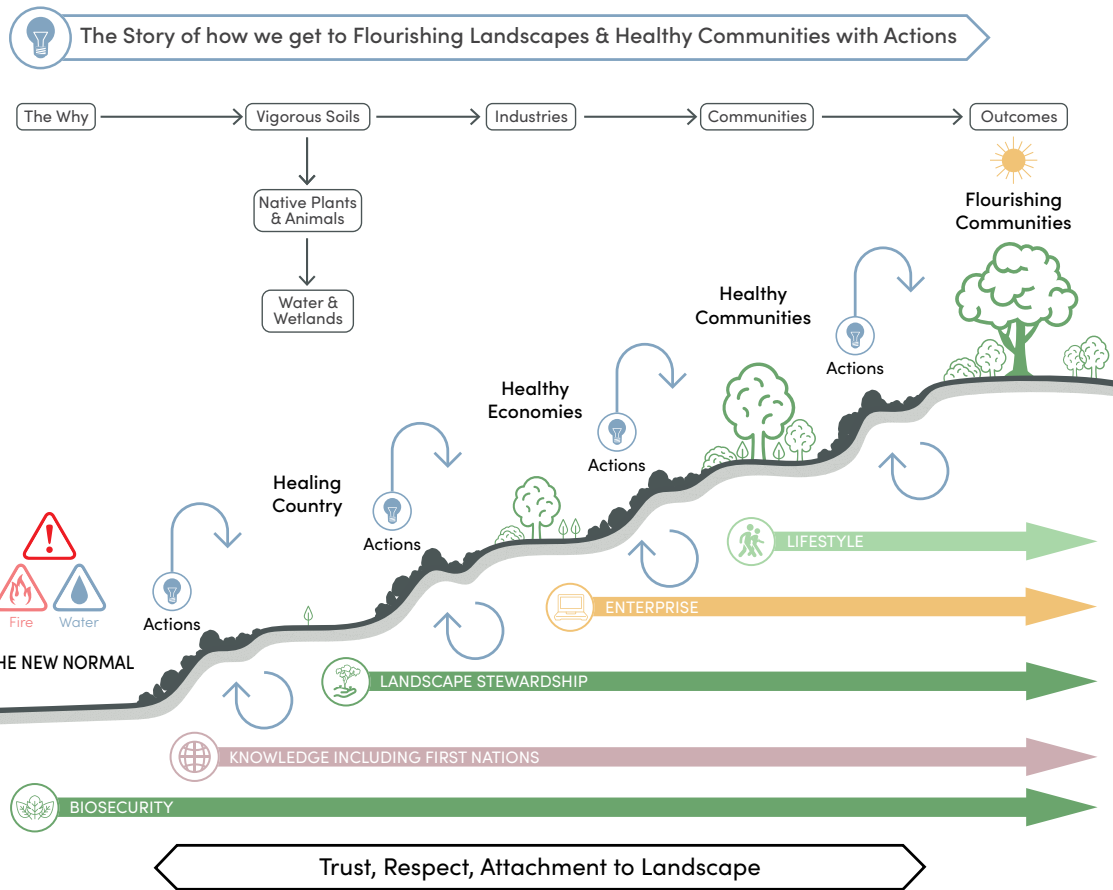 The Story of how we get to Flourishing Landscapes & Healthy Communities with Actions
The Why
Vigorous Soils
Industries
Communities
Outcomes
Native Plants
& Animals
Water &
Wetlands
Flourishing
Communities
Healthy
Communities
Actions
Healthy
Economies
Actions
Healing
Country
Actions
Fire
Water
Actions
HE NEW NORMAL
LIFESTYLE
ENTERPRISE
LANDSCAPE STEWARDSHIP
KNOWLEDGE INCLUDING FIRST NATIONS
BIOSECURITY
Trust, Respect, Attachment to Landscape